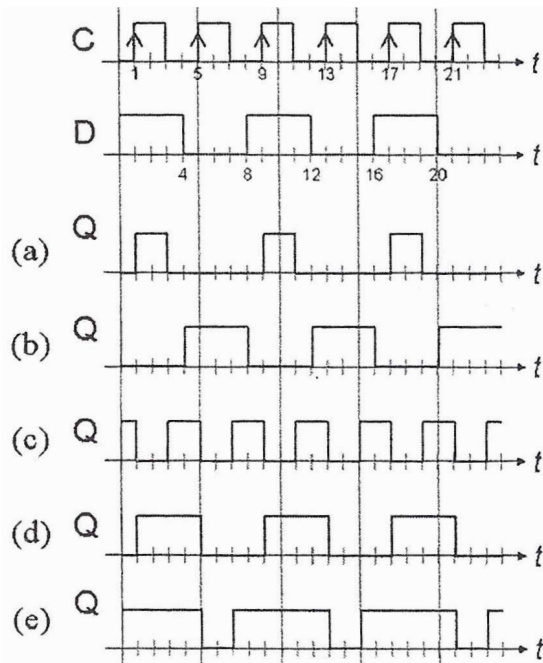 C
1 5 9 13 17 21 t
D
4 8 12 16 20 t
(a) Q t
(b) Q t
(c) Q t
(d) Q t
(e) Q t